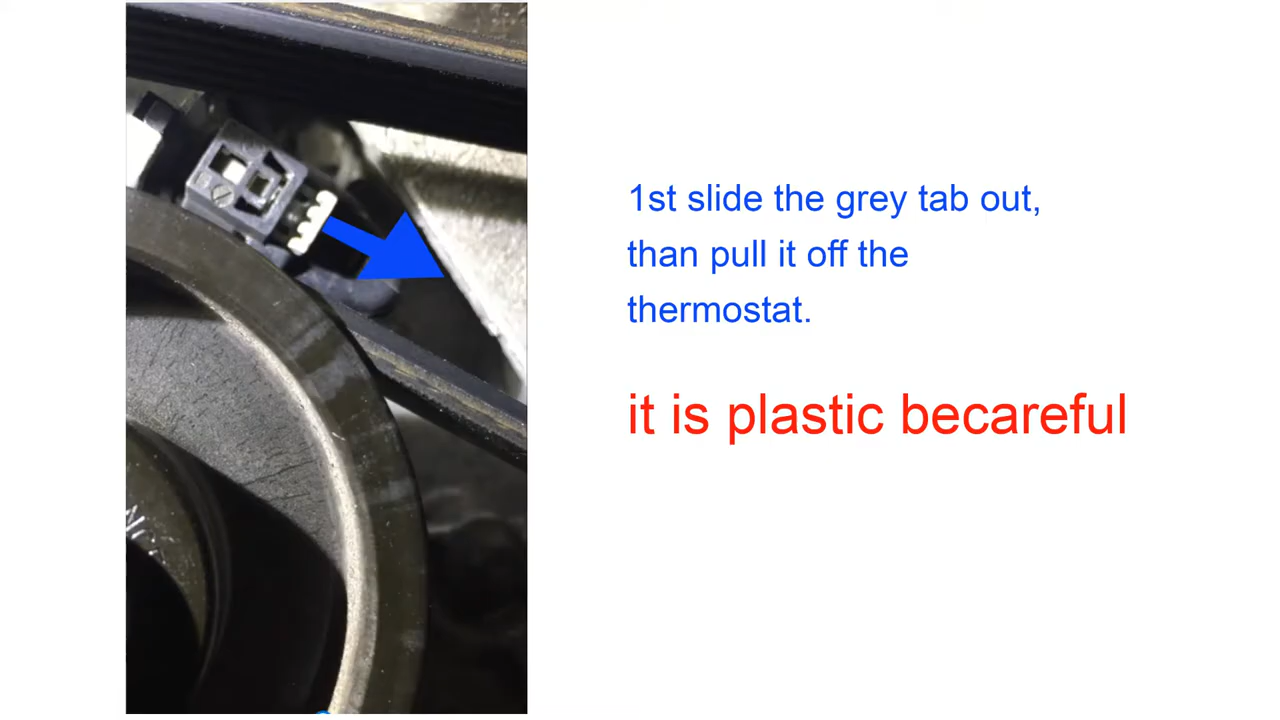 1st slide the grey tab out,
than pull it off the
thermostat.
it is plastic becareful